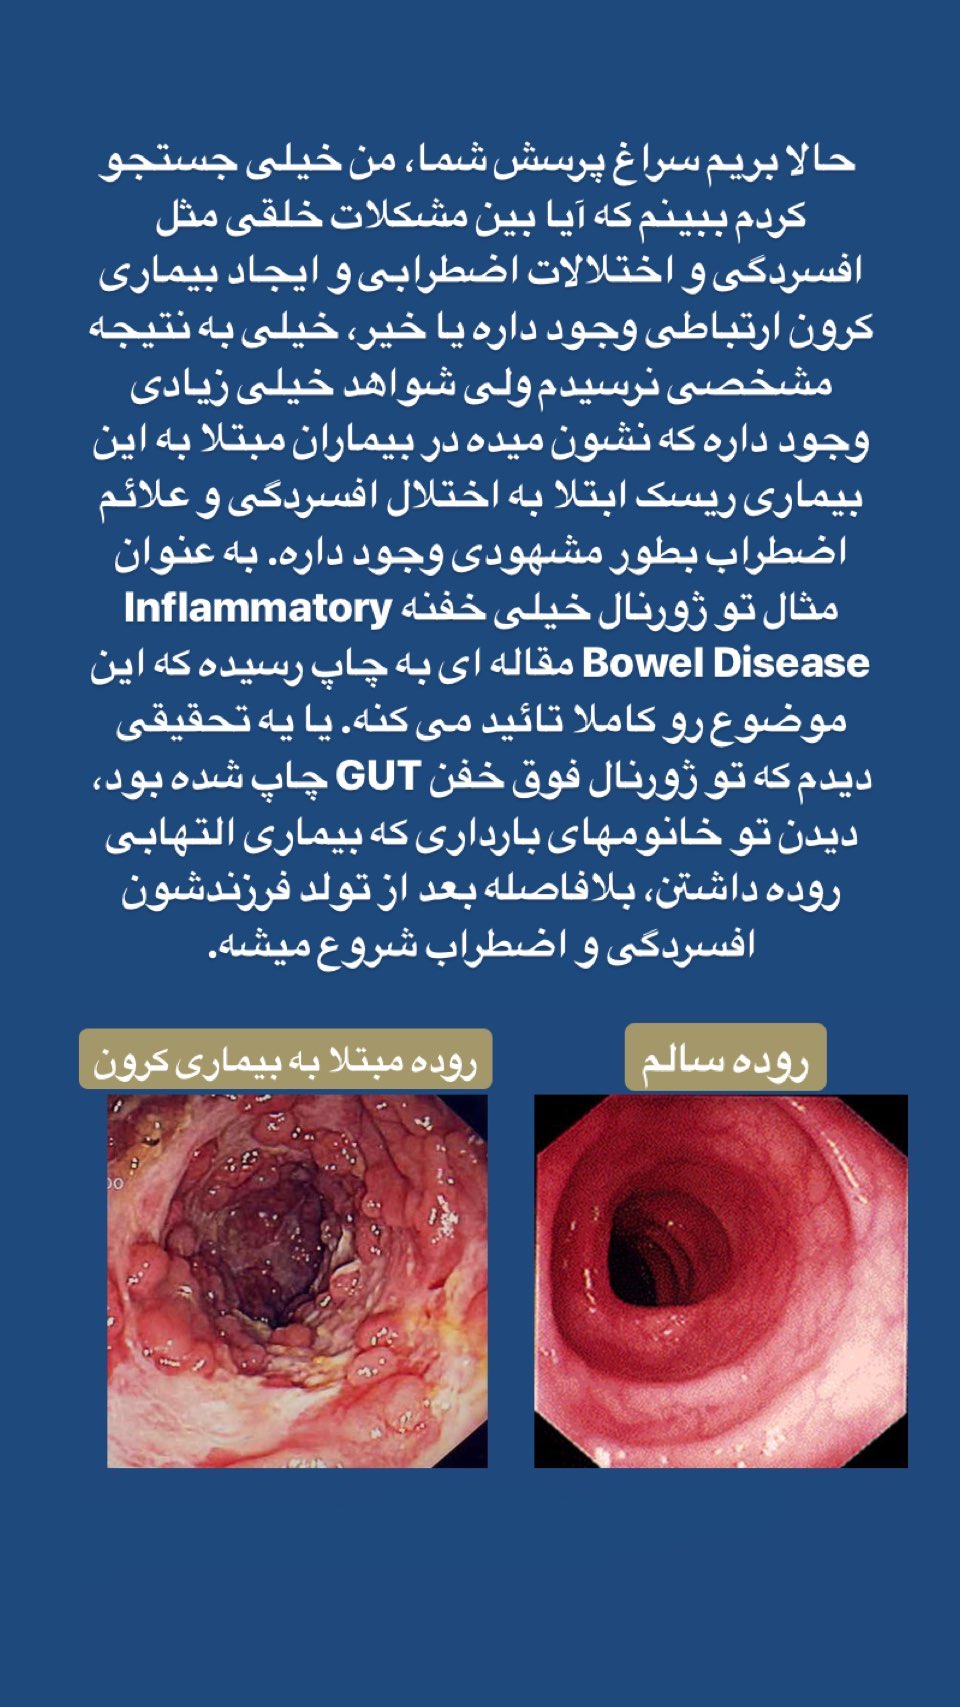 حالا بریم سراغ پرسش شما، من خیلی جستجو
کردم ببینم که آیا بین مشکلات خلقی مثل
افسردگی و اختلالات اضطرابی و ایجاد بیماری
کرون ارتباطی وجود داره یا خیر، خیلی به نتیجه
مشخصی نرسیدم ولی شواهد خیلی زیادی
وجود داره که نشون میده در بیماران مبتلا به این
بیماری ریسک ابتلا به اختلال افسردگی و علائم
اضطراب بطور مشهودی وجود داره. به عنوان
مثال تو ژورنال خیلی خفنه Inflammatory
Bowel Disease مقاله ای به چاپ رسیده که این
موضوع رو کاملا تائید می کنه. یا یه تحقیقی
دیدم که تو ژورنال فوق خفن GUT چاپ شده بود،
دیدن تو خانومهای بارداری که بیماری التهابی
روده داشتن، بلافاصله بعد از تولد فرزندشون
افسردگی و اضطراب شروع میشه.
روده سالم
روده مبتلا به بیماری کرون
00